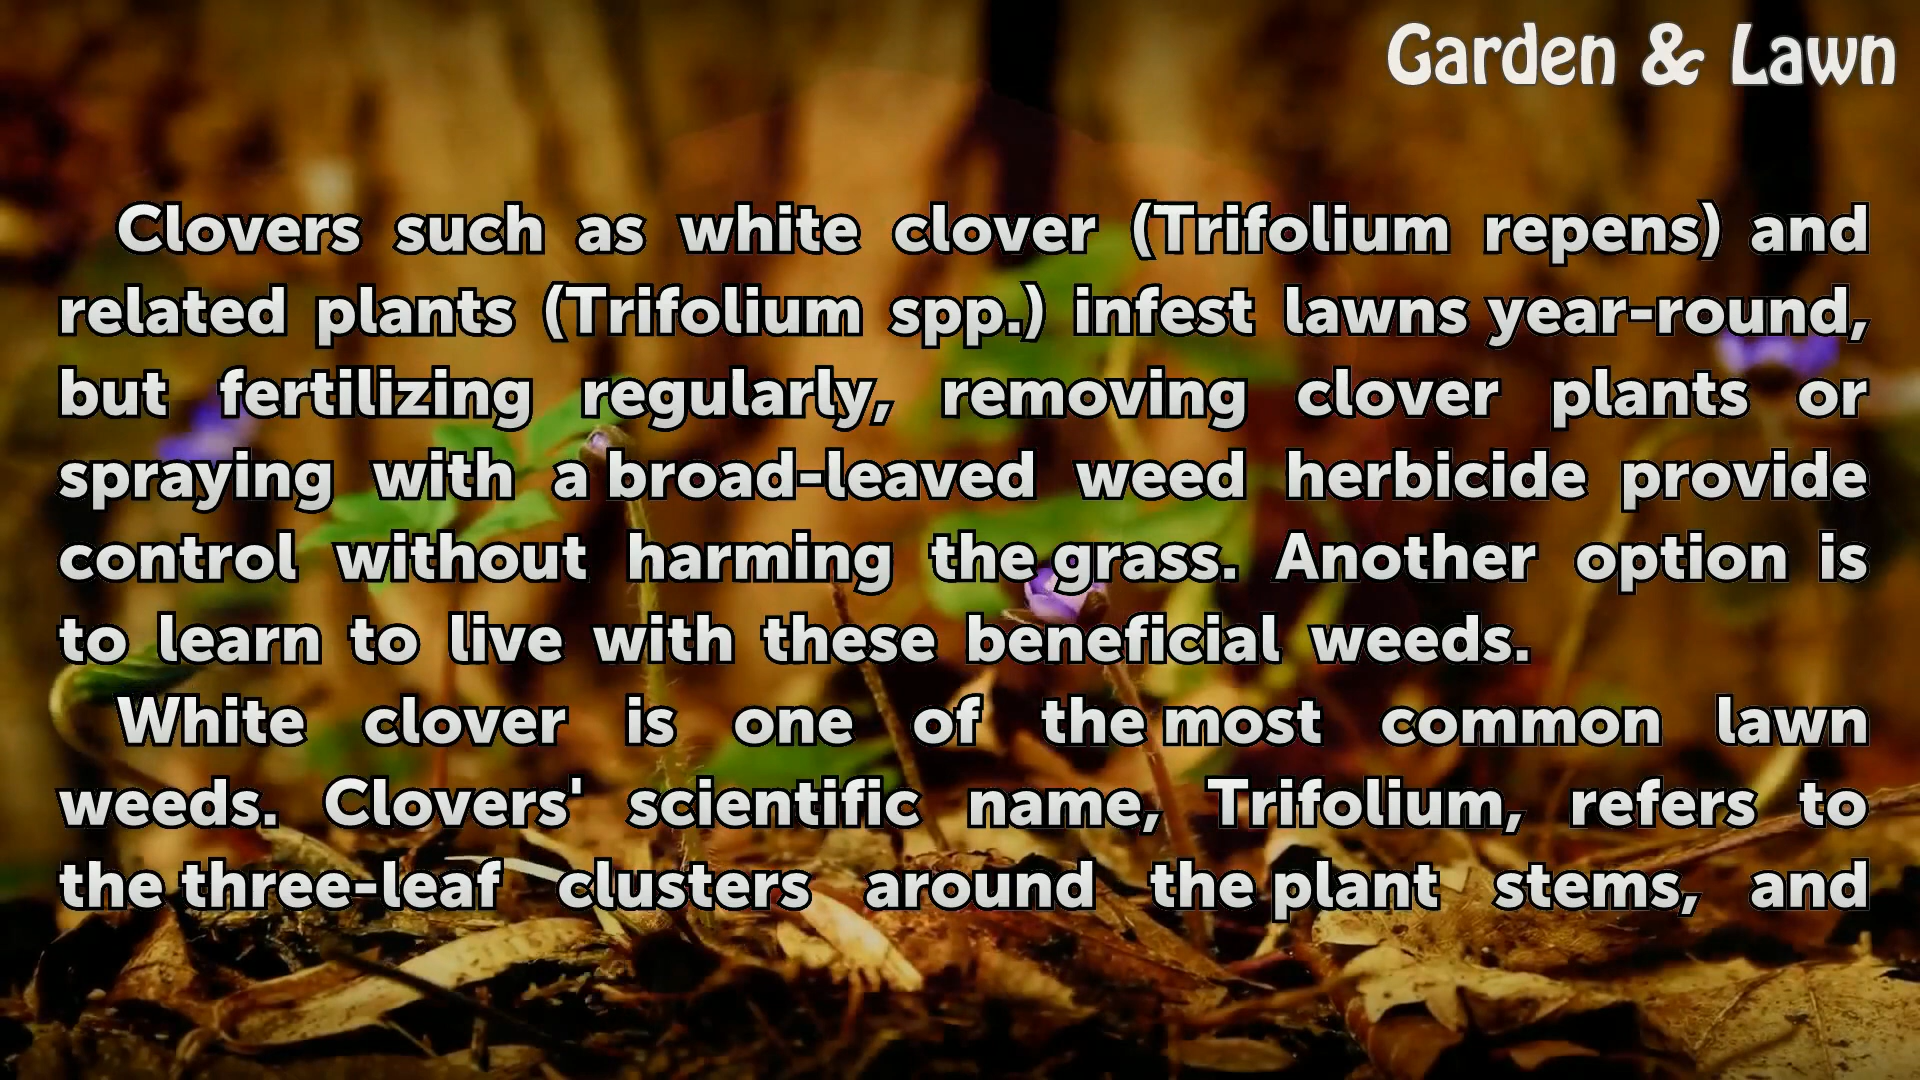 Garden & Lawn
Clovers such as white clover (Trifolium repens) and
related plants (Trifolium spp.) infest lawns year-round,
but fertilizing regularly, removing clover plants or
spraying with a broad-leaved weed herbicide provide
control without harming the grass. Another option is
to learn to live with these beneficial weeds.
White clover is one of the most common lawn
weeds. Clovers' scientific name, Trifolium, refers to
the three-leaf clusters around the plant stems, and